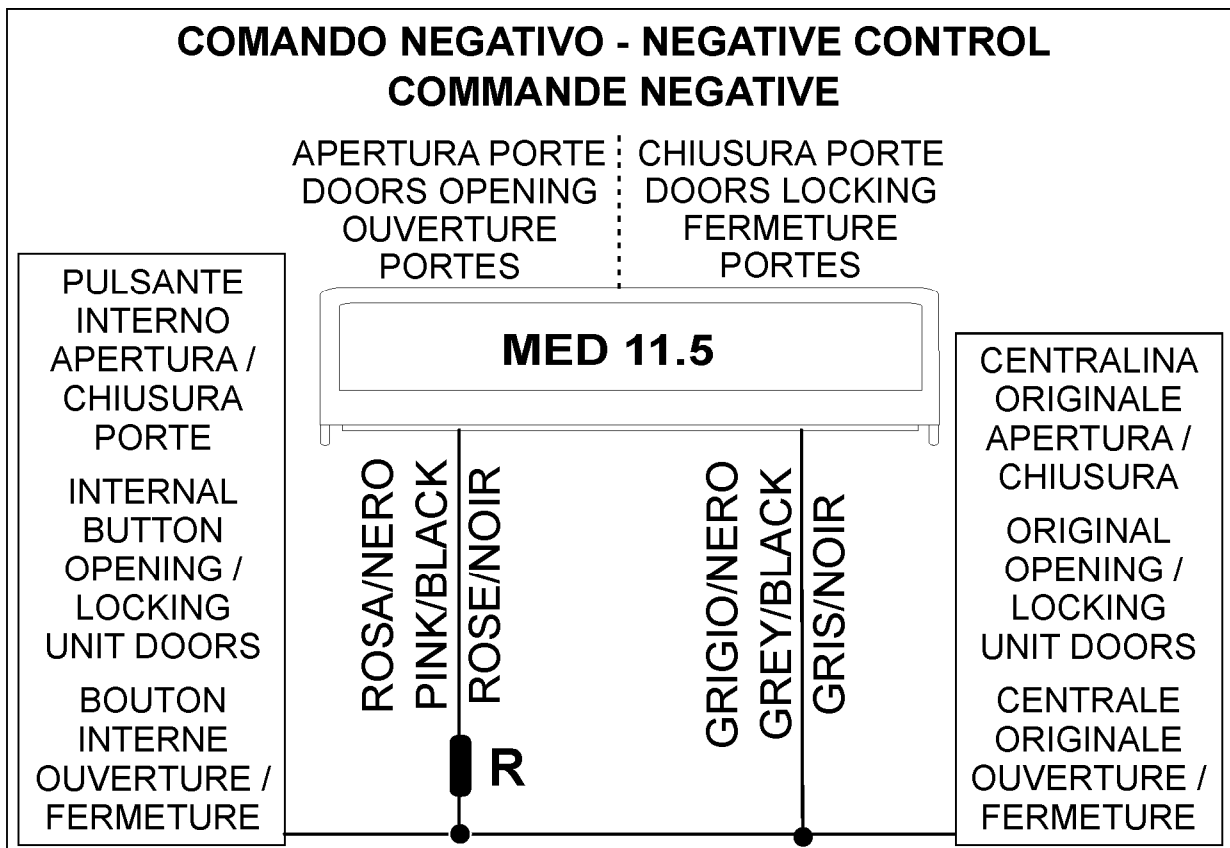 COMANDO NEGATIVO - NEGATIVE CONTROL
COMMANDE NEGATIVE
APERTURA PORTE
DOORS OPENING
OUVERTURE
PORTES
CHIUSURA PORTE
DOORS LOCKING
FERMETURE
PORTES
PULSANTE
INTERNO
APERTURA /
CHIUSURA
PORTE
INTERNAL
BUTTON
OPENING /
LOCKING
UNIT DOORS
BOUTON
INTERNE
OUVERTURE /
FERMETURE
MED 11.5
ROSA/NERO
PINK/BLACK
ROSE/NOIR
R
GRIGIO/NERO
GREY/BLACK
GRIS/NOIR
CENTRALINA
ORIGINALE
APERTURA /
CHIUSURA
ORIGINAL
OPENING /
LOCKING
UNIT DOORS
CENTRALE
ORIGINALE
OUVERTURE /
FERMETURE